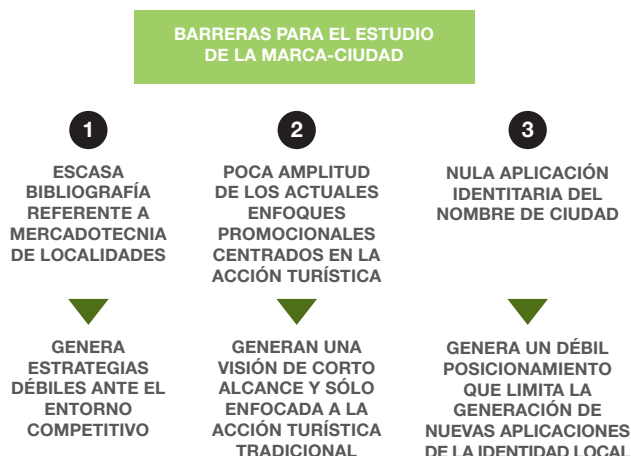 BARRERAS PARA EL ESTUDIO
DE LA MARCA-CIUDAD
1
ESCASA
BIBLIOGRAFÍA
REFERENTE A
MERCADOTECNIA
DE LOCALIDADES
GENERA
ESTRATEGIAS
DÉBILES ANTE EL
ENTORNO
COMPETITIVO
2
POCA AMPLITUD
DE LOS ACTUALES
ENFOQUES
PROMOCIONALES
CENTRADOS EN LA
ACCIÓN TURÍSTICA
GENERAN UNA
VISIÓN DE CORTO
ALCANCE Y SÓLO
ENFOCADA A LA
ACCIÓN TURÍSTICA
TRADICIONAL
3
NULA APLICACIÓN
IDENTITARIA DEL
NOMBRE DE CIUDAD
GENERA UN DÉBIL
POSICIONAMIENTO
QUE LIMITA LA
GENERACIÓN DE
NUEVAS APLICACIONES
DE LA IDENTIDAD LOCAL